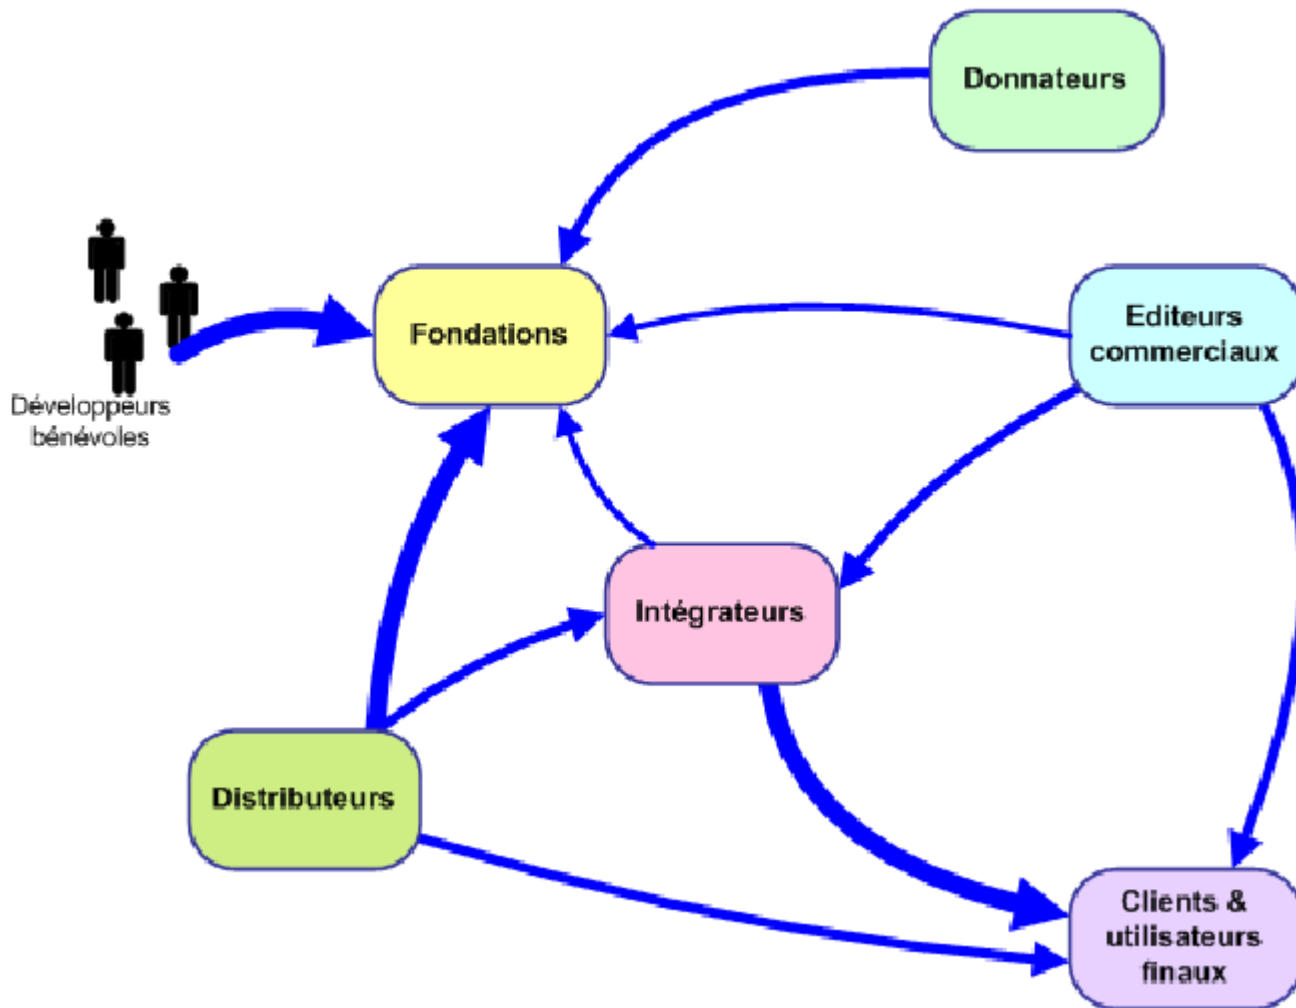 Donnateurs
Fondations
Editeurs
commerciaux
Développeurs
bénévoles
Intégrateurs
Distributeurs
Clients &
utilisateurs
finaux